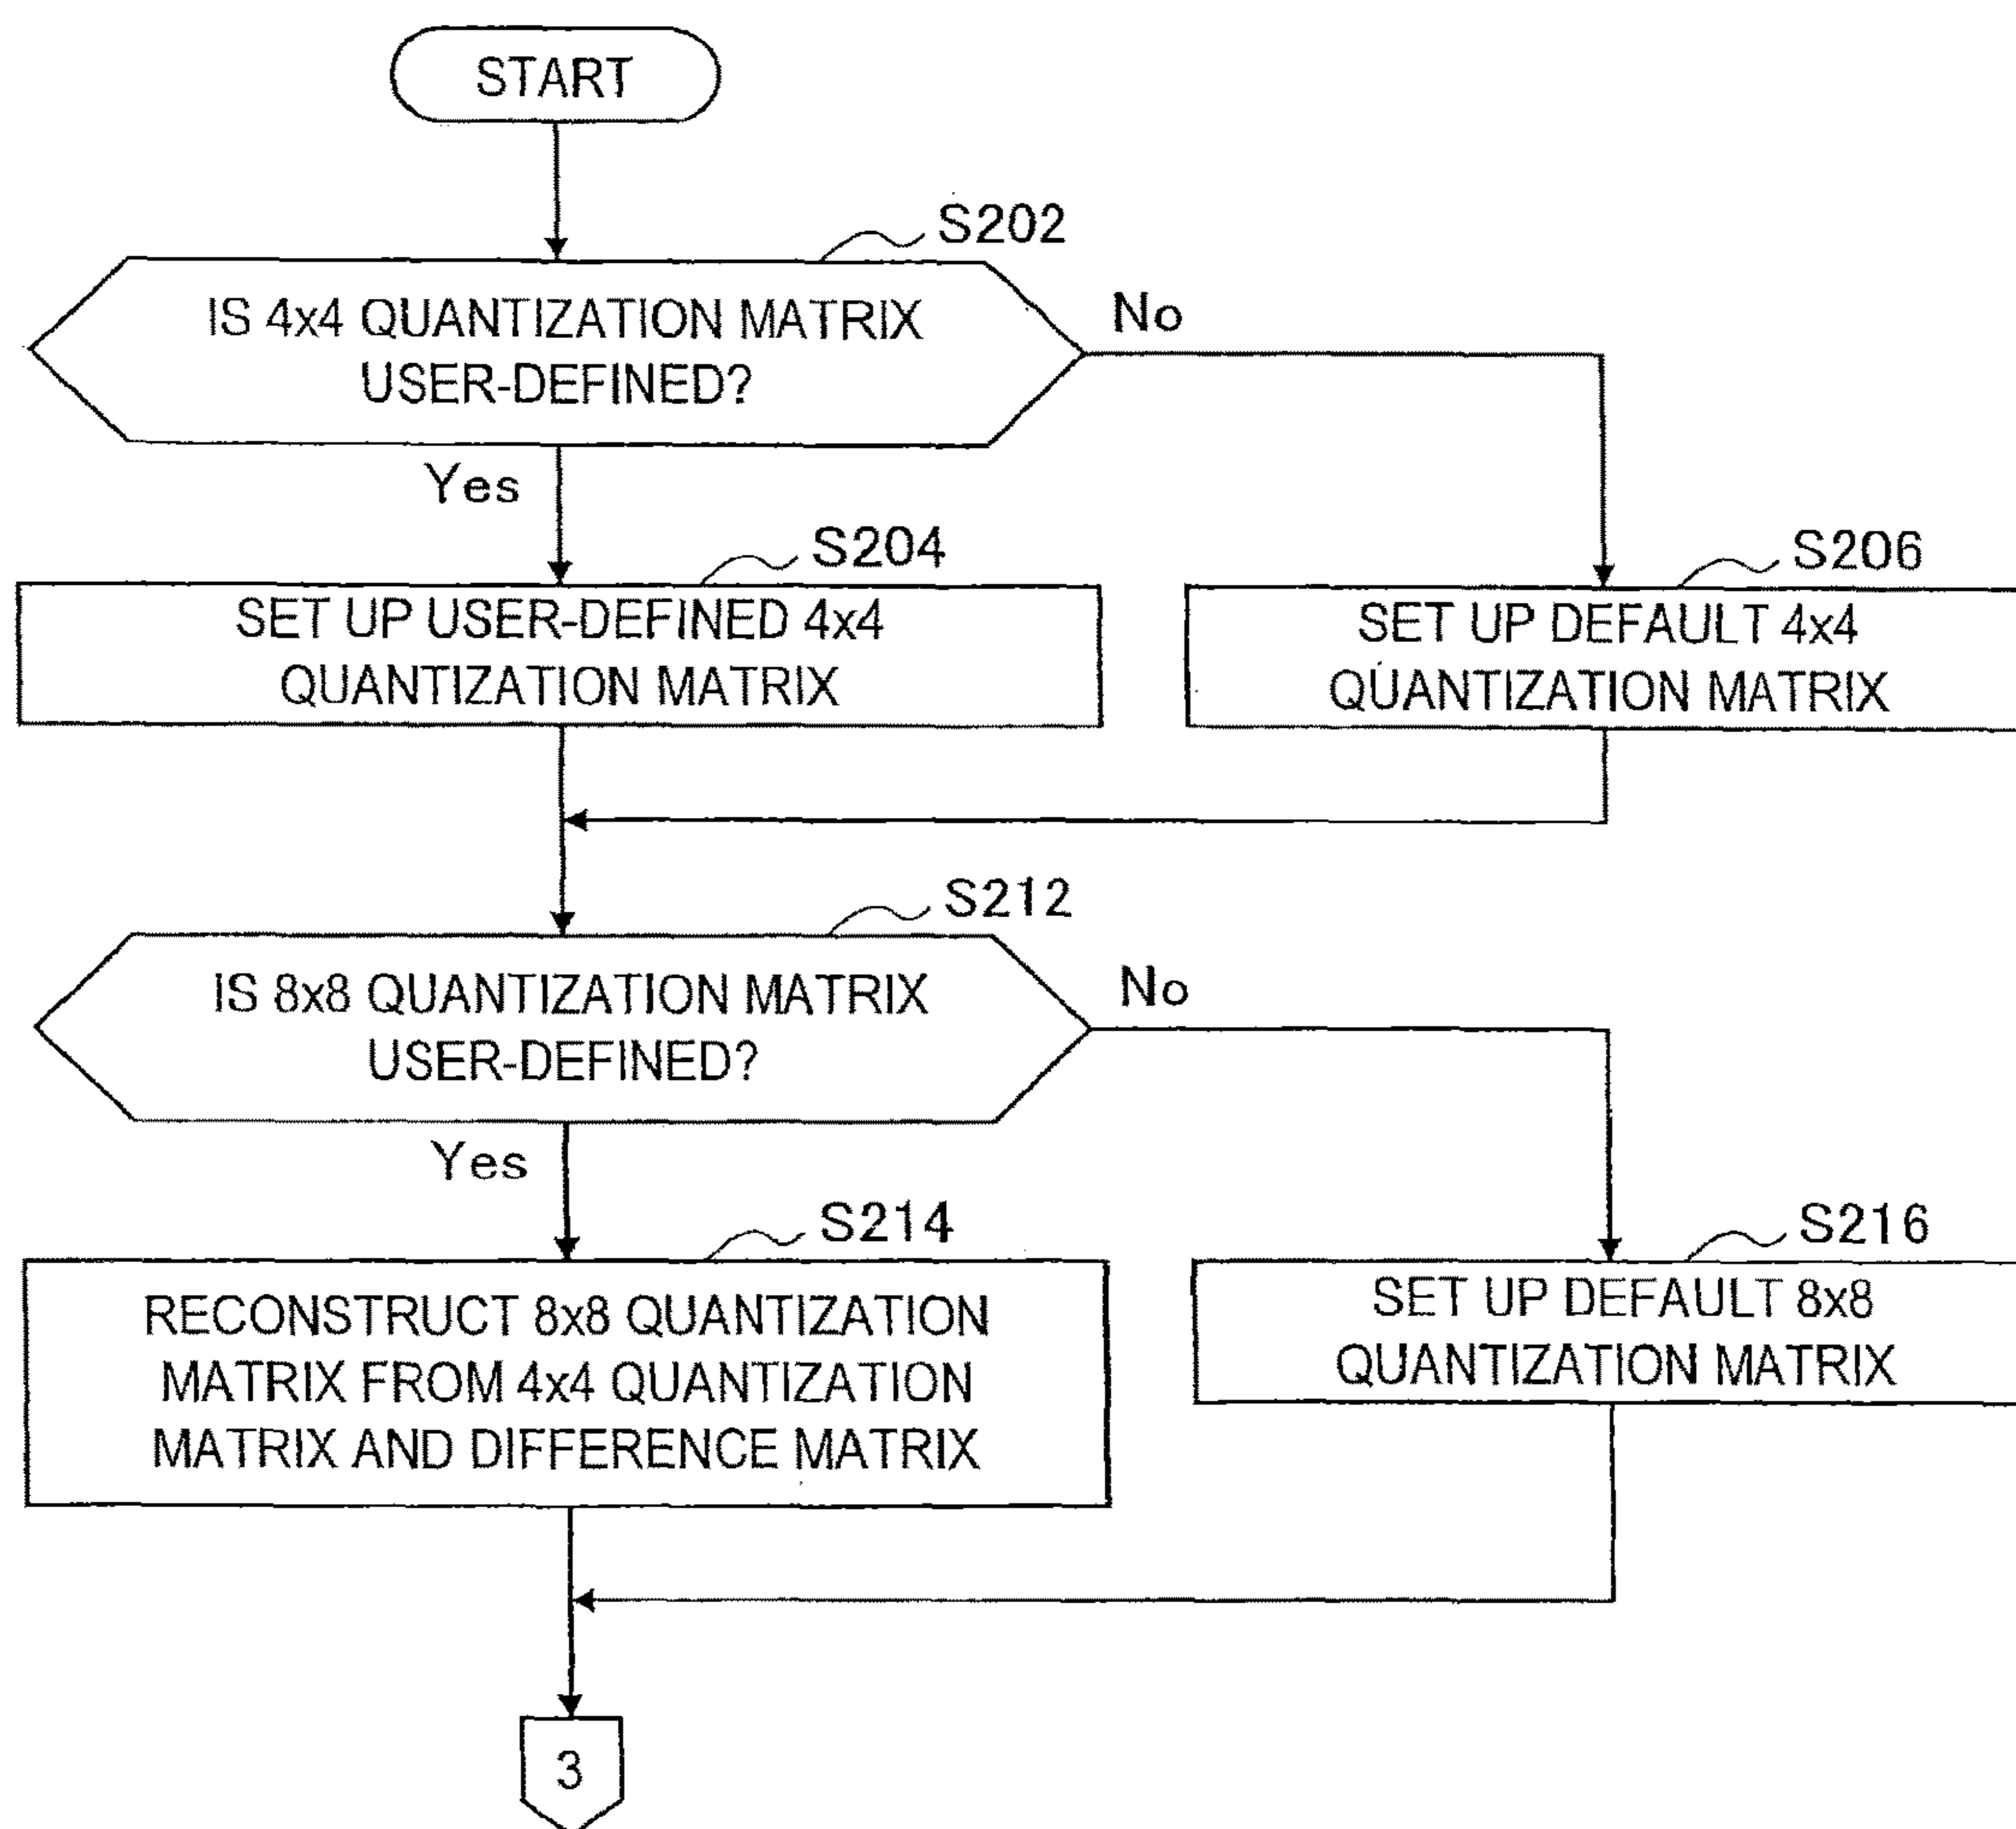 START
S202
IS 4x4 QUANTIZATION MATRIX
USER-DEFINED?
No
Yes
S204
SET UP USER-DEFINED 4x4
QUANTIZATION MATRIX
S206
SET UP DEFAULT 4x4
QUANTIZATION MATRIX
S212
IS 8x8 QUANTIZATION MATRIX
USER-DEFINED?
No
Yes
S214
RECONSTRUCT 8x8 QUANTIZATION
MATRIX FROM 4x4 QUANTIZATION
MATRIX AND DIFFERENCE MATRIX
S216
SET UP DEFAULT 8x8
QUANTIZATION MATRIX
3